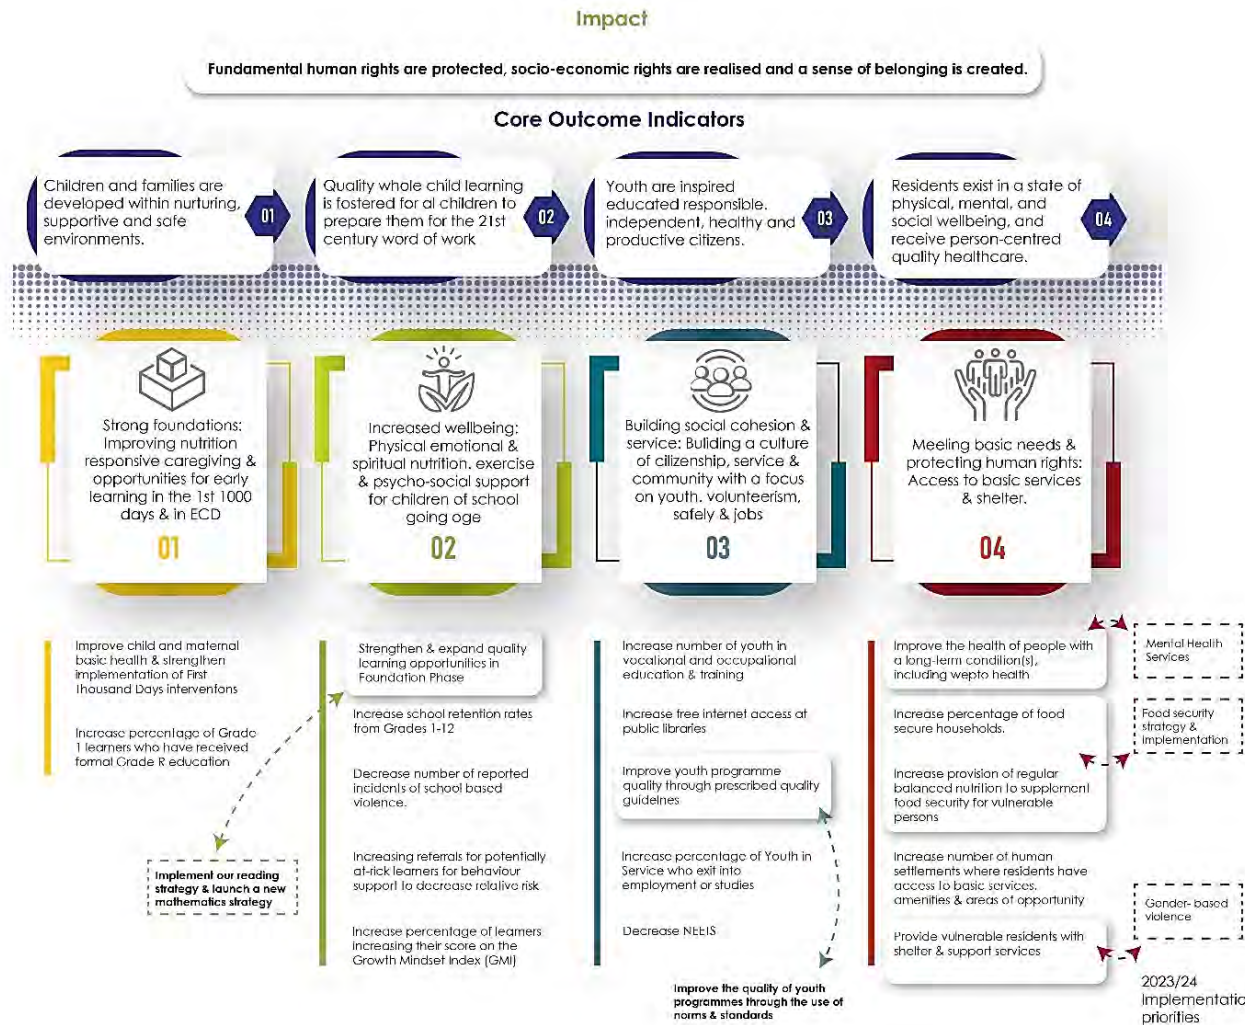 Impact
Fundamental human rights are protected, socio-economic rights are realised and a sense of belonging is created.
Core Outcome Indicators
Children and families are
developed within nurturing,
supportive and safe
environments.
01
Quality whole child learning
is fostered for al children to
prepare them for the 21st
century word of work
02
Youth are inspired
educated responsible.
independent, healthy and
productive citizens.
03
Residents exist in a state of
physical, mental, and
social wellbeing, and
receive person-centred
quality healthcare.
04
Strong foundations:
Improving nutrition
responsive caregiving &
opportunities for early
learning in the 1st 1000
days & in ECD
01
Increased wellbeing:
Physical emotional &
spiritual nutrition. exercise
& psycho-social support
for children of school
going oge
02
Building social cohesion &
service: Buliding a culture
of citizenship, service &
community with a focus
on youth. volunteerism,
safely & jobs
03
Meeling basic needs &
protecting human rights:
Access to basic services
& shelter.
04
Improve child and maternal
basic health & strengthen
implementation of First
Thousand Days interventons
Increase percentage of Grade
1 learners who have received
formal Grade R education
Implement our reading
strategy & launch a new
mathematics strategy
Strengthen & expand quality
learning opportunities in
Foundation Phase
Increase school retention rates
from Grades 1-12
Decrease number of reported
incidents of school based
violence.
Increasing referrals for potentially
at-rick learners for behaviour
support to decrease relative risk
Increase percentage of learners
increasing their score on the
Growth Mindset Index (GMI)
Increase number of youth in
vocational and occupational
education & training
Increase free internet access at
public libraries
Improve youth programme
quality through prescribed quality
guidelnes
Increase percentage of Youth in
Service who exit into
employment or studies
Decrease NEEIS
Improve the quality of youth
programmes through the use of
norms & standards
Improve the health of people with
a long-term condition(s),
including wepto health
Increase percentage of food
secure households.
Increase provision of regular
balanced nutrition to supplement
food security for vulnerable
persons
Increase number of human
settlements where residents have
access to basic services.
amenities & areas of opportunity
Provide vulnerable residents with
shelter & support services
Mental Health
Services
Food security
strategy &
Implementation
Gender- based
violence
2023/24
Implementatio
priorities